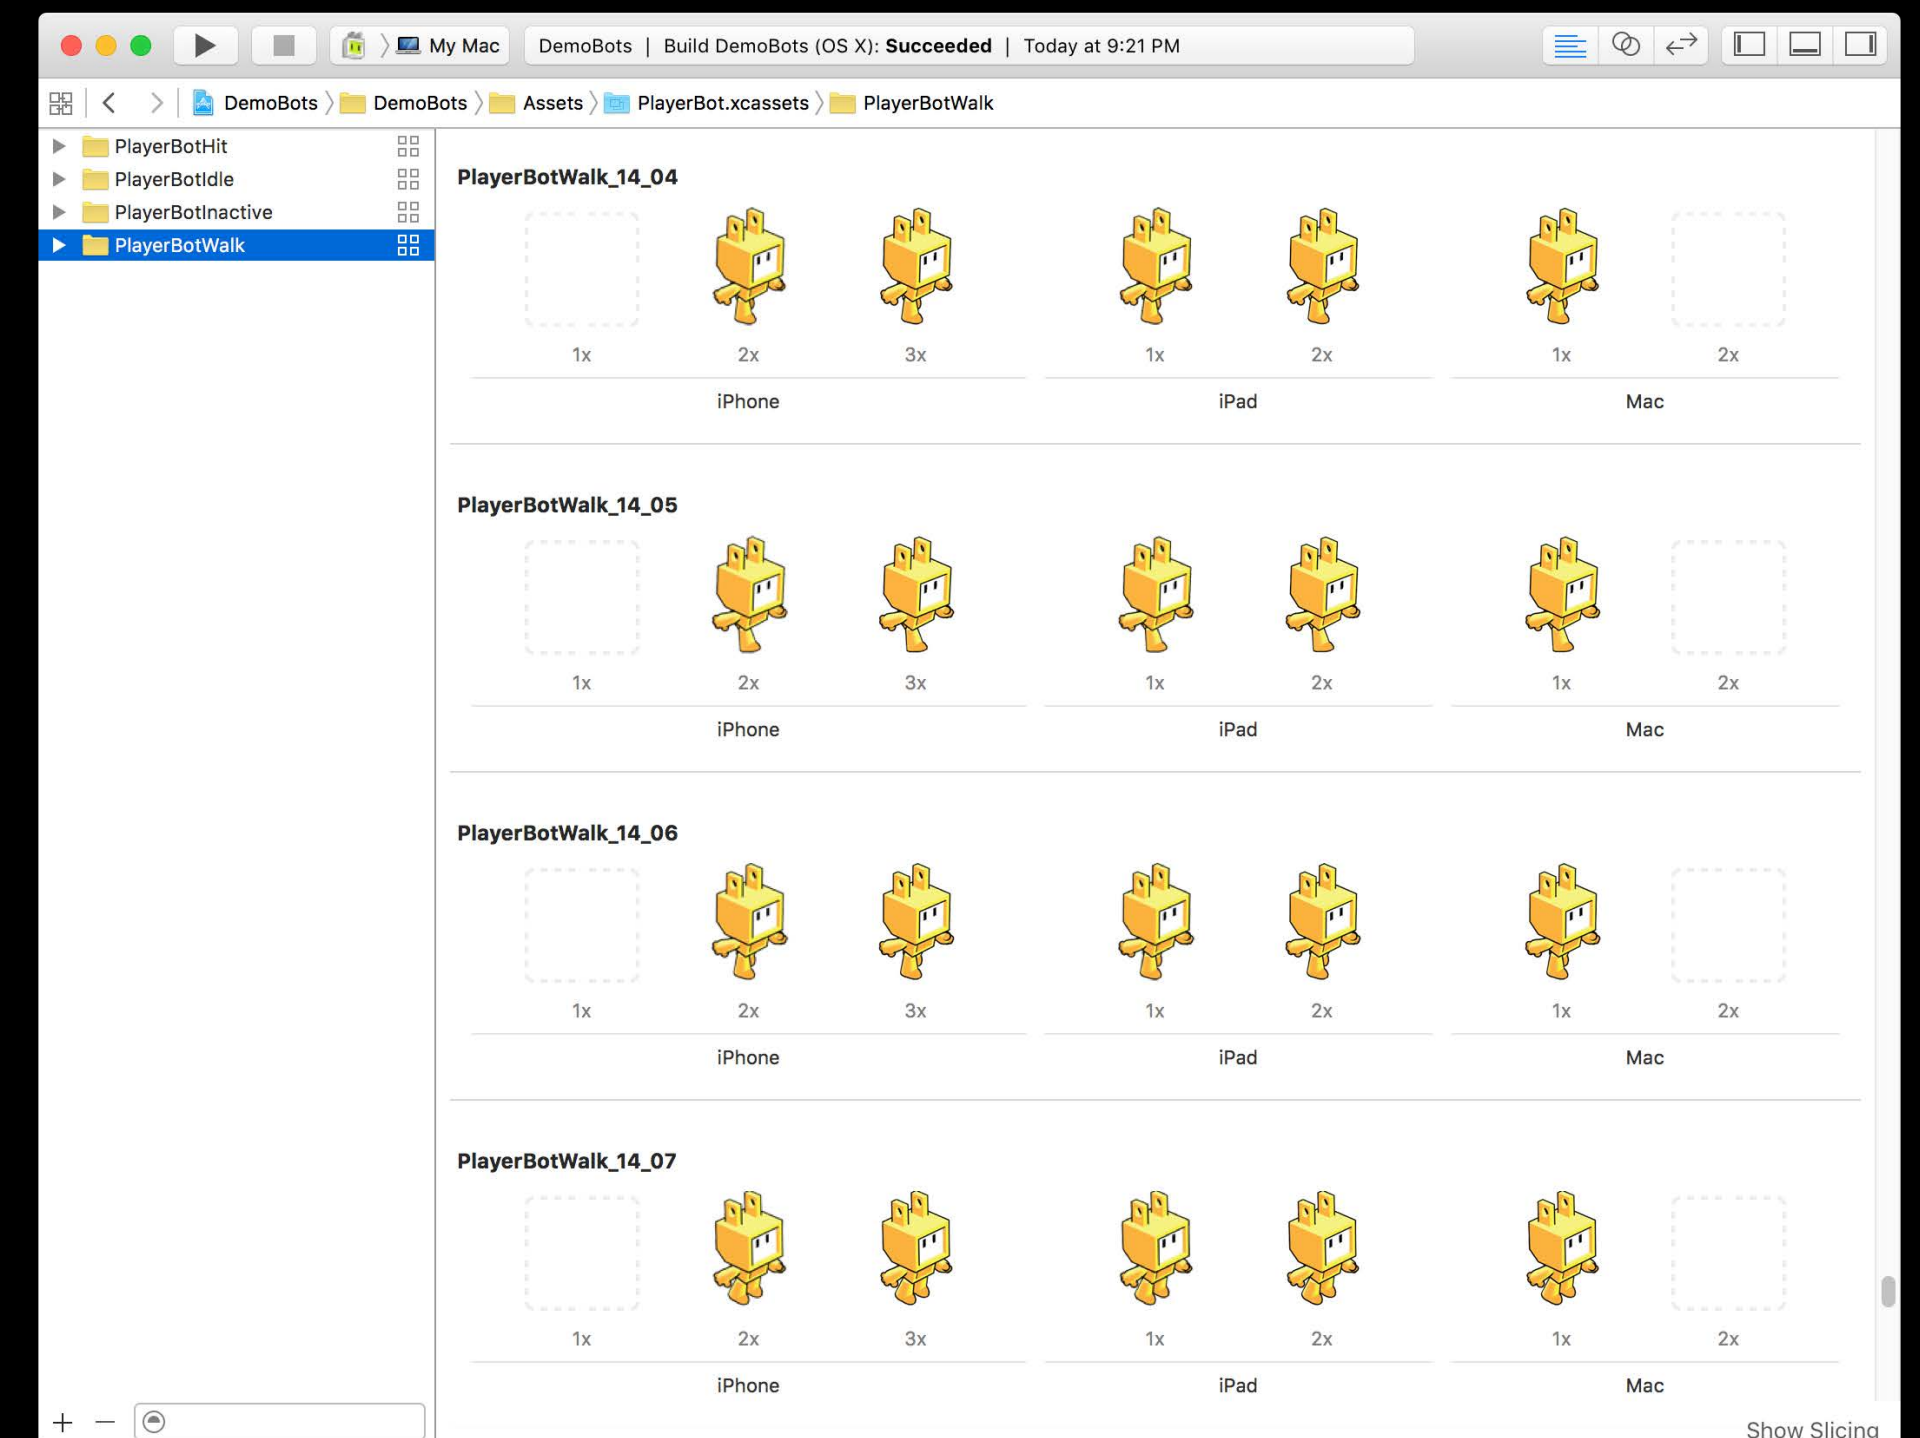 My Mac
DemoBots | Build DemoBots (OS X): Succeeded | Today at 9:21 PM
DemoBots DemoBots Assets PlayerBot.xcassets PlayerBotWalk
PlayerBotHit
PlayerBotIdle
PlayerBotInactive
PlayerBotWalk
PlayerBotWalk_14_04
1x 2x 3x 1x 2x 1x 2x
iPhone iPad Mac
PlayerBotWalk_14_05
1x 2x 3x 1x 2x 1x 2x
iPhone iPad Mac
PlayerBotWalk_14_06
1x 2x 3x 1x 2x 1x 2x
iPhone iPad Mac
PlayerBotWalk_14_07
1x 2x 3x 1x 2x 1x 2x
iPhone iPad Mac
Show Slicing